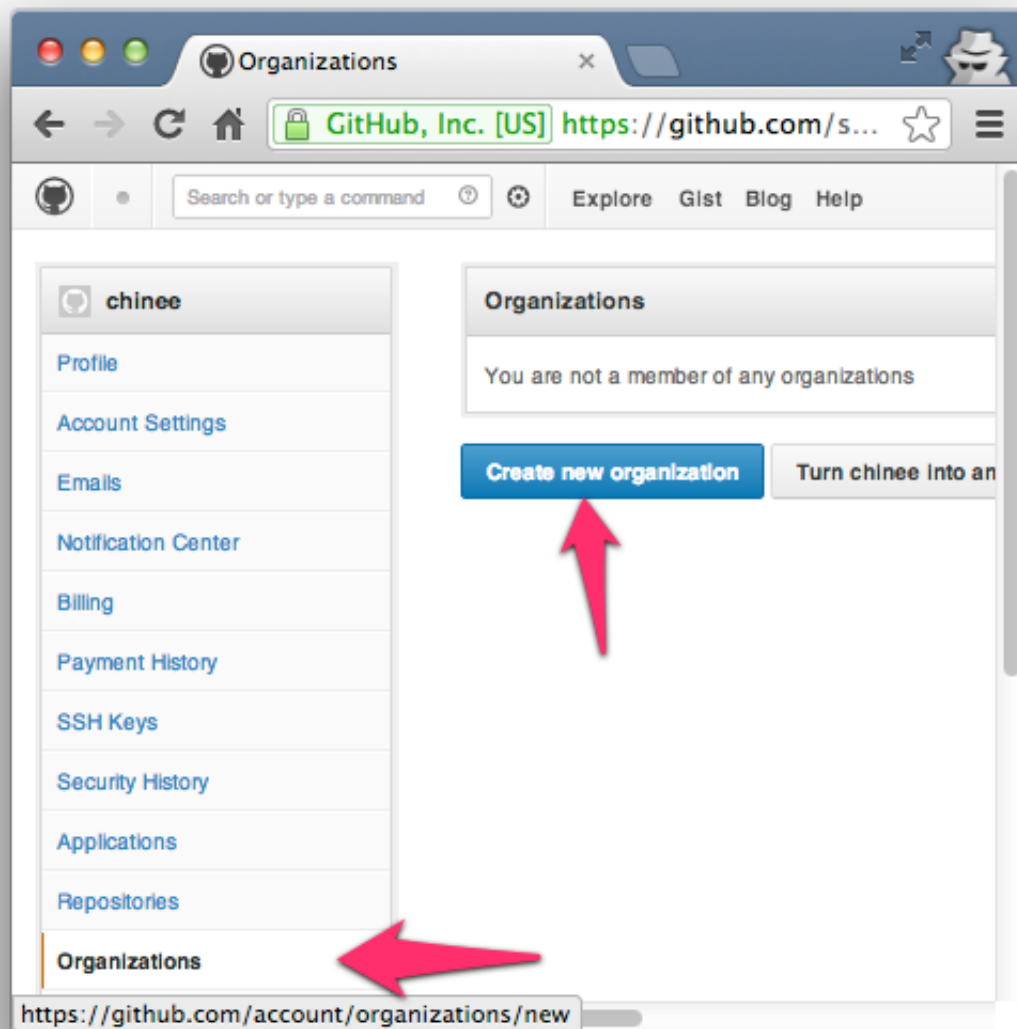 Organizations
GitHub, Inc. [US] https://github.com/s...
Search or type a command
Explore Gist Blog Help
chinee
Profile
Account Settings
Emails
Notification Center
Billing
Payment History
SSH Keys
Security History
Applications
Repositories
Organizations
Organizations
You are not a member of any organizations
Create new organization
Turn chinee into an
https://github.com/account/organizations/new